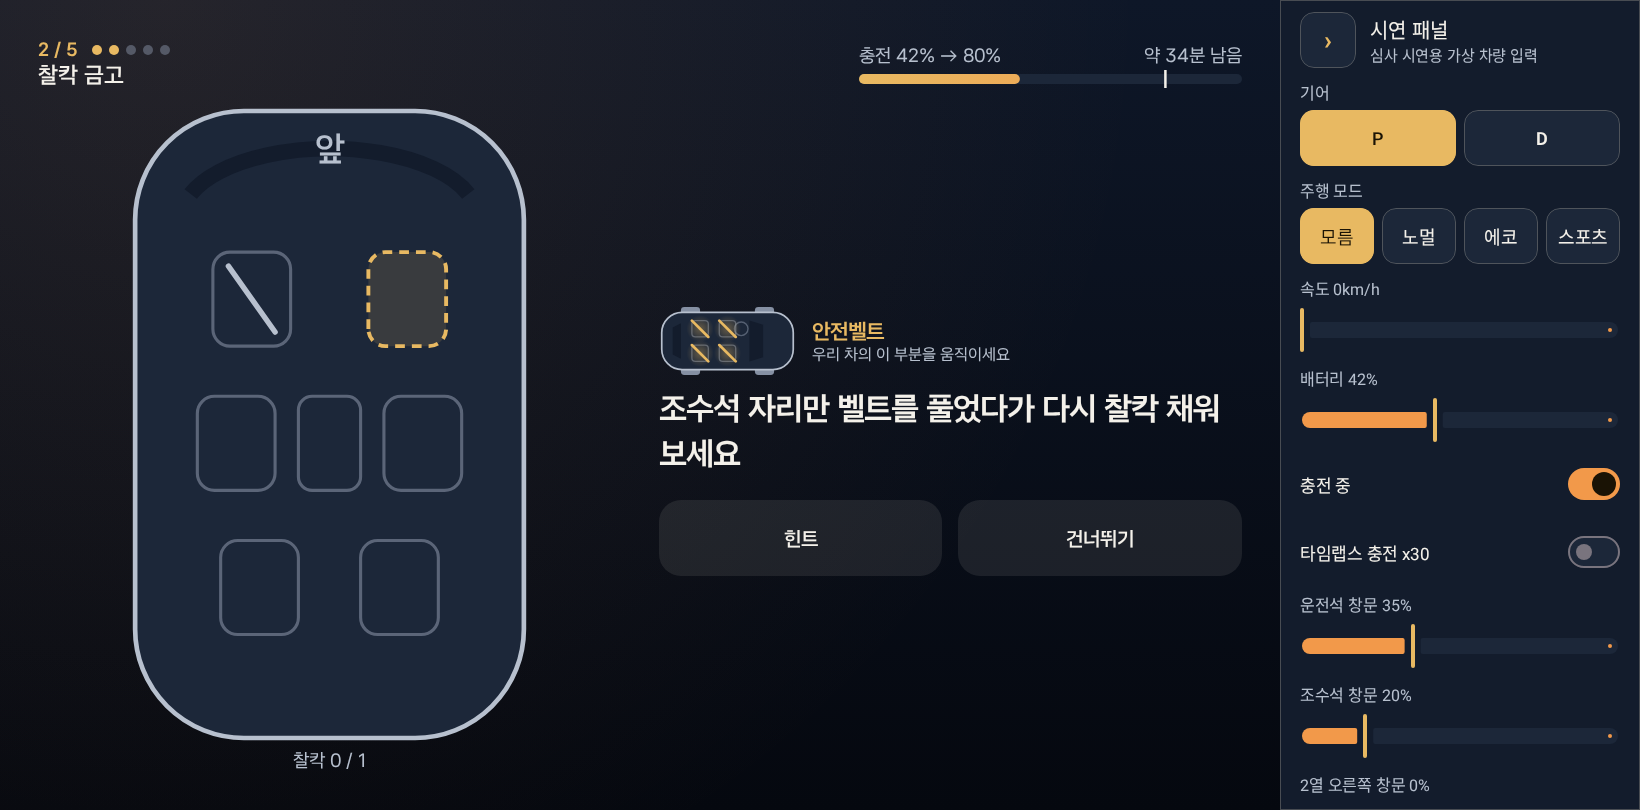 2 / 5
찰칵 금고
충전 42% → 80%
약 34분 남음
앞
안전벨트
우리 차의 이 부분을 움직이세요
조수석 자리만 벨트를 풀었다가 다시 찰칵 채워
보세요
힌트
건너뛰기
찰칵 0 / 1
시연 패널
심사 시연용 가상 차량 입력
기어
P
D
주행 모드
모름
노멀
에코
스포츠
속도 0km/h
배터리 42%
충전 중
타임랩스 충전 x30
운전석 창문 35%
조수석 창문 20%
2열 오른쪽 창문 0%